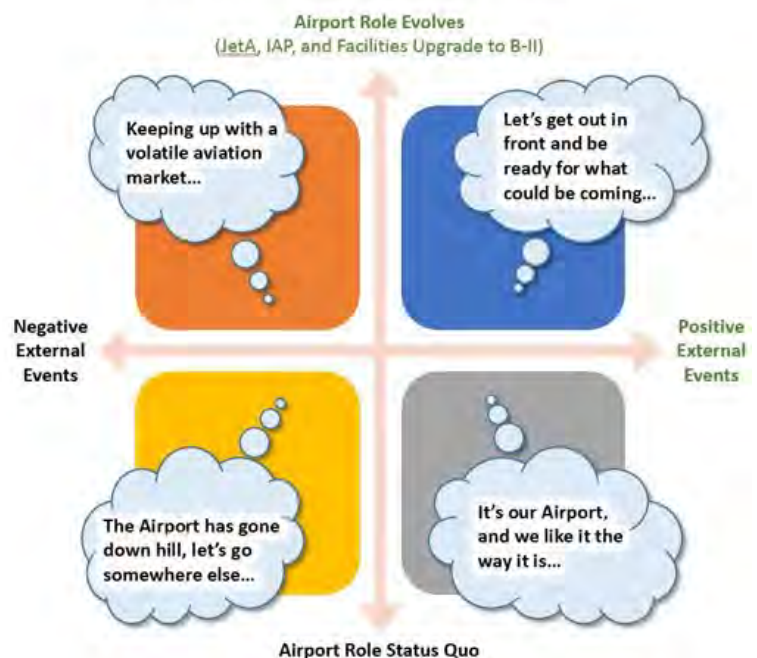 Airport Role Evolves
(JetA, IAP, and Facilities Upgrade to B-II)
Keeping up with a
volatile aviation
market...
Let's get out in
front and be
ready for what
could be coming...
Negative
External
Events
Positive
External
Events
The Airport has gone
down hill, let's go
somewhere else...
It's our Airport,
and we like it the
way it is...
Airport Role Status Quo